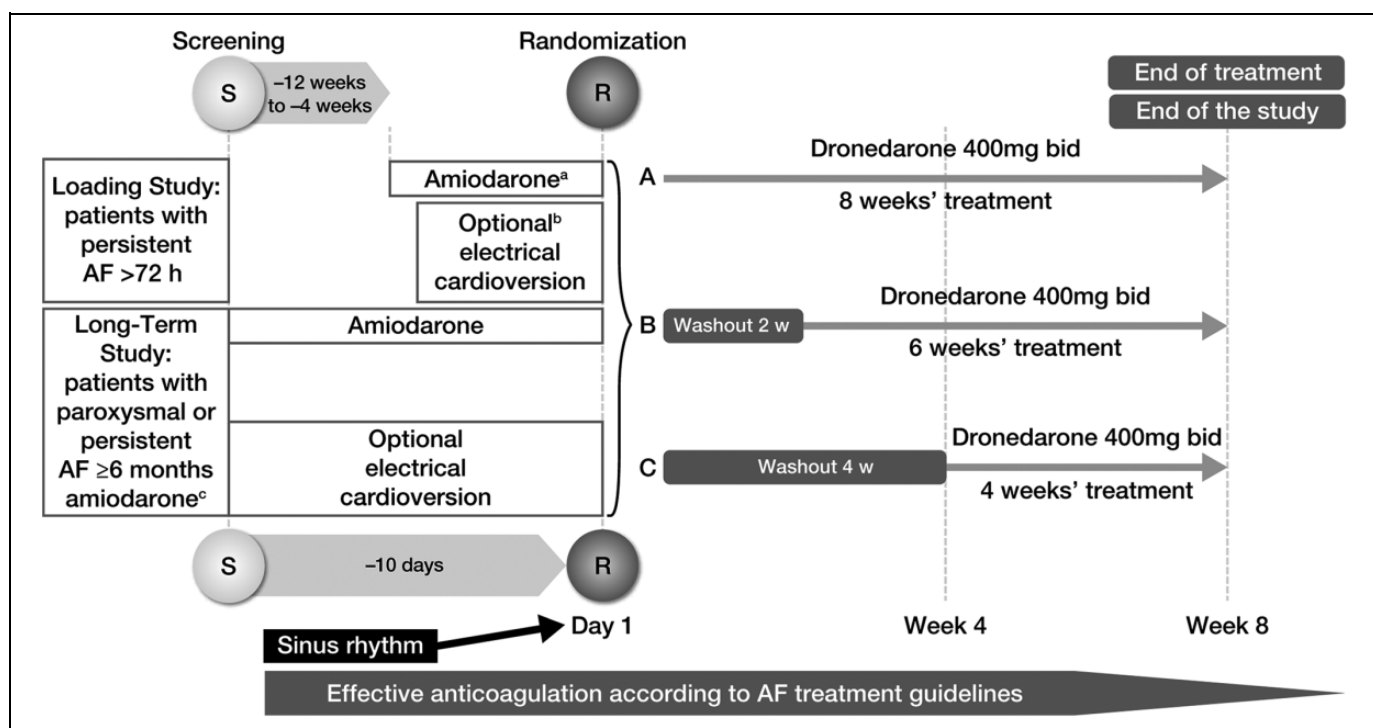 Screening
Randomization
S
–12 weeks
to –4 weeks
R
End of treatment
End of the study
Loading Study:
patients with
persistent
AF >72 h
Amiodaroneᵃ
Optionalᵇ
electrical
cardioversion
A
Dronedarone 400mg bid
8 weeks’ treatment
Long-Term
Study:
patients with
paroxysmal or
persistent
AF ≥6 months
amiodaroneᶜ
Amiodarone
Optional
electrical
cardioversion
B
Washout 2 w
Dronedarone 400mg bid
6 weeks’ treatment
C
Washout 4 w
Dronedarone 400mg bid
4 weeks’ treatment
S
–10 days
R
Sinus rhythm
Day 1
Week 4
Week 8
Effective anticoagulation according to AF treatment guidelines